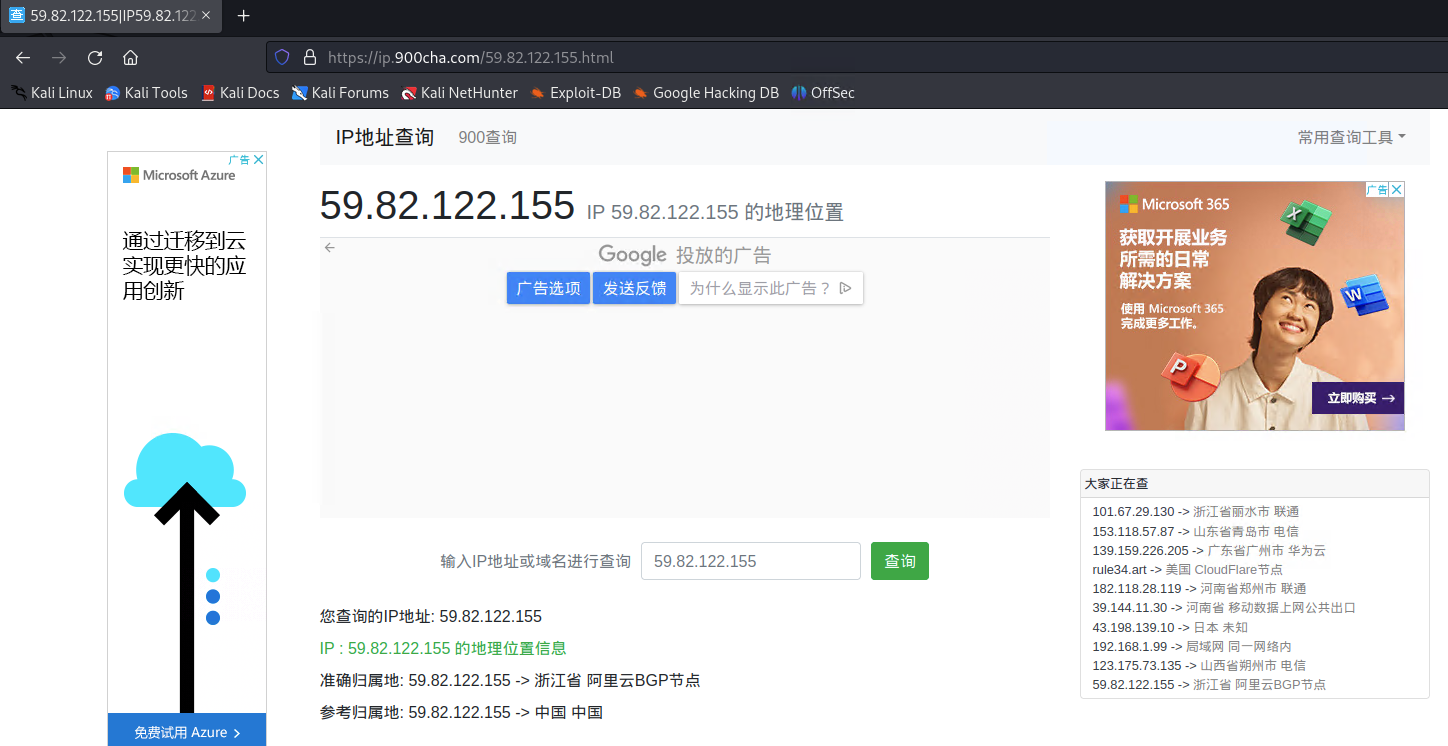 59.82.122.155|IP59.82.122
https://ip.900cha.com/59.82.122.155.html
Kali Linux Kali Tools Kali Docs Kali Forums Kali NetHunter Exploit-DB Google Hacking DB OffSec
IP地址查询 900查询 常用查询工具
广告
Microsoft Azure
通过迁移到云
实现更快的应
用创新
免费试用 Azure
59.82.122.155 IP 59.82.122.155 的地理位置
Google 投放的广告
广告选项 发送反馈 为什么显示此广告？
输入IP地址或域名进行查询 59.82.122.155 查询
您查询的IP地址: 59.82.122.155
IP : 59.82.122.155 的地理位置信息
准确归属地: 59.82.122.155 -> 浙江省 阿里云BGP节点
参考归属地: 59.82.122.155 -> 中国 中国
广告
Microsoft 365
获取开展业务
所需的日常
解决方案
使用 Microsoft 365
完成更多工作。
X
W
P
立即购买
大家正在查
101.67.29.130 -> 浙江省丽水市 联通
153.118.57.87 -> 山东省青岛市 电信
139.159.226.205 -> 广东省广州市 华为云
rule34.art -> 美国 CloudFlare节点
182.118.28.119 -> 河南省郑州市 联通
39.144.11.30 -> 河南省 移动数据上网公共出口
43.198.139.10 -> 日本 未知
192.168.1.99 -> 局域网 同一网络内
123.175.73.135 -> 山西省朔州市 电信
59.82.122.155 -> 浙江省 阿里云BGP节点